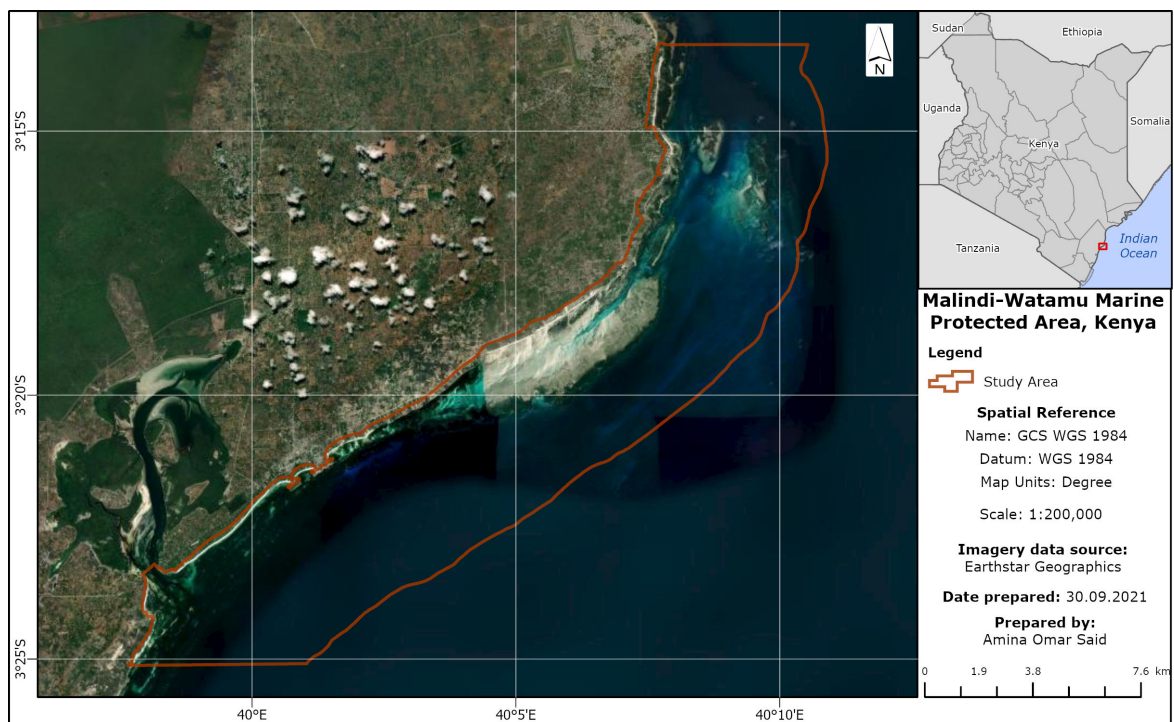 N
3°15'S
3°20'S
3°25'S
40°E
40°5'E
40°10'E
Sudan
Ethiopia
Uganda
Somalia
Kenya
Tanzania
Indian
Ocean
Malindi-Watamu Marine
Protected Area, Kenya
Legend
Study Area
Spatial Reference
Name: GCS WGS 1984
Datum: WGS 1984
Map Units: Degree
Scale: 1:200,000
Imagery data source:
Earthstar Geographics
Date prepared: 30.09.2021
Prepared by:
Amina Omar Said
0 1.9 3.8 7.6 km